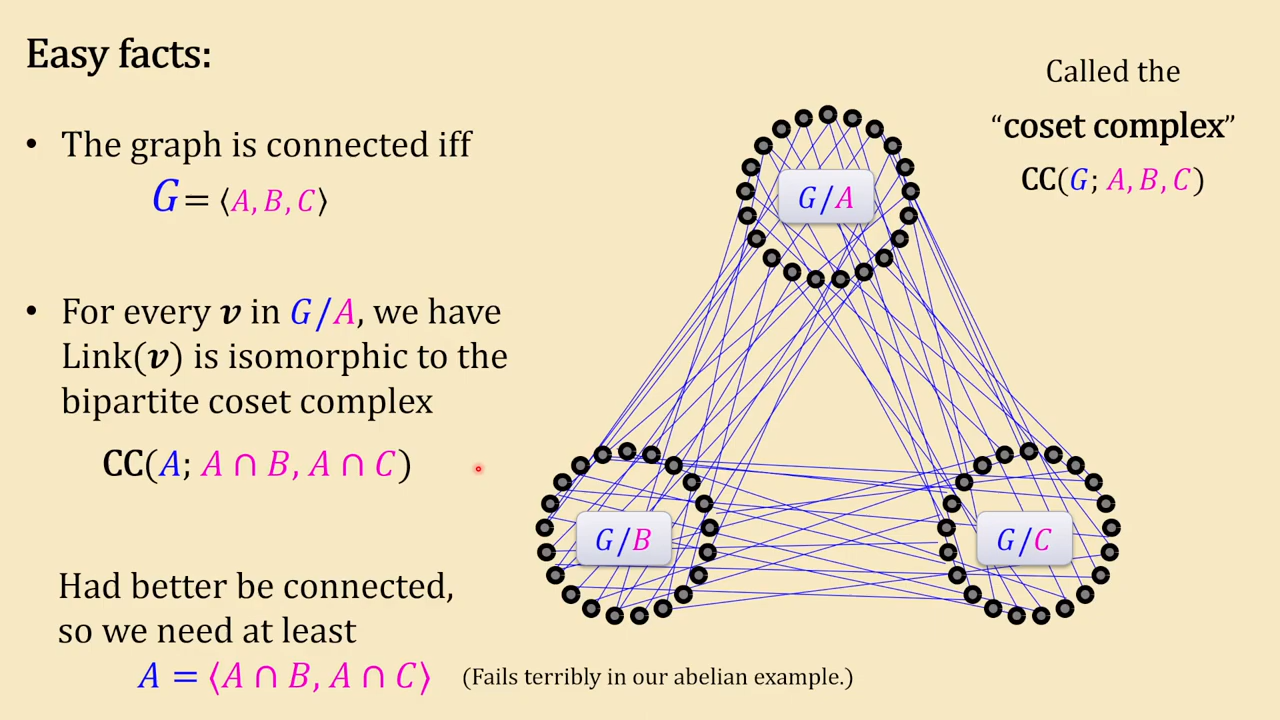 Easy facts:
• The graph is connected iff
G = ⟨A, B, C⟩
• For every v in G/A, we have
Link(v) is isomorphic to the
bipartite coset complex
CC(A; A ∩ B, A ∩ C)
Had better be connected,
so we need at least
A = ⟨A ∩ B, A ∩ C⟩ (Fails terribly in our abelian example.)
Called the
“coset complex”
CC(G; A, B, C)
G/A
G/B
G/C